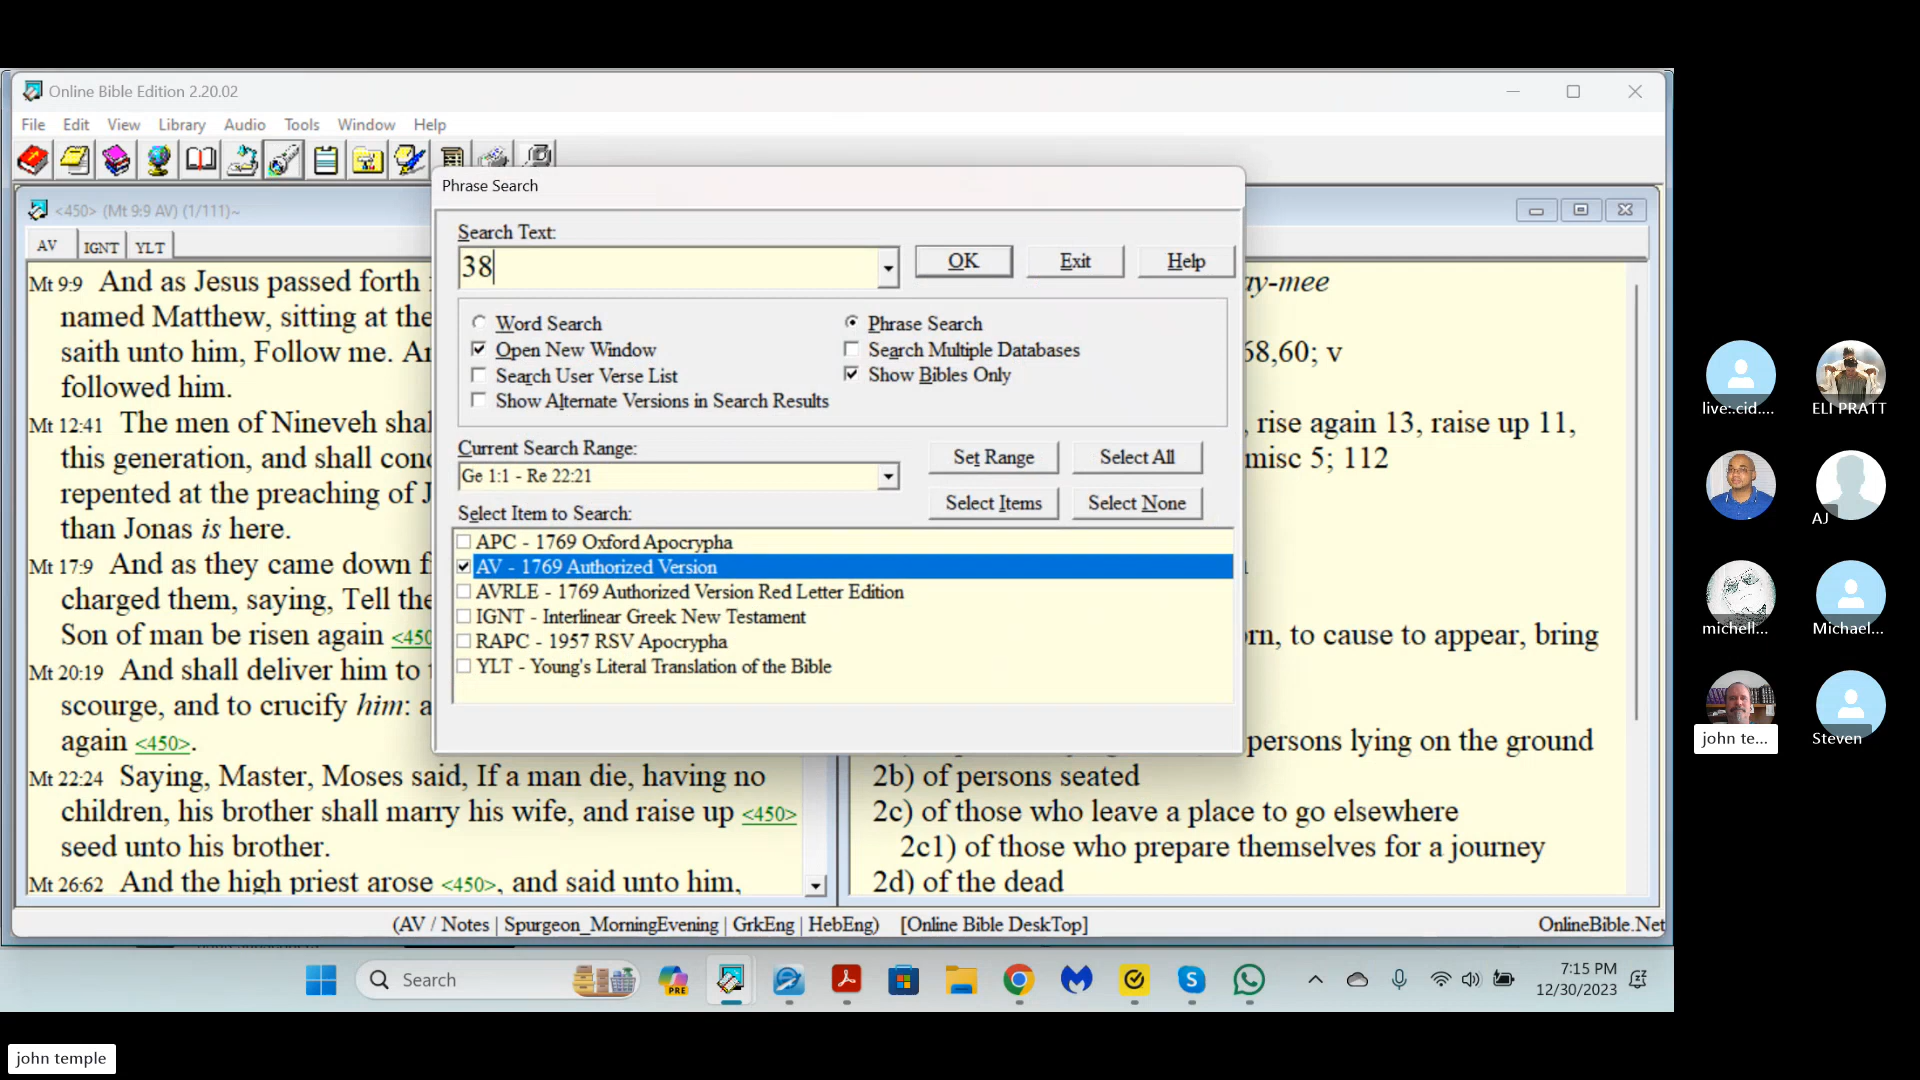 Online Bible Edition 2.20.02
File Edit View Library Audio Tools Window Help
<450> (Mt 9:9 AV) (1/111)~
AV IGNT YLT
Mt 9:9 And as Jesus passed forth
named Matthew, sitting at the
saith unto him, Follow me.
followed him.
Mt 12:41 The men of Nineveh
this generation, and shall
repented at the preaching of
than Jonas is here.
Mt 17:9 And as they came down
charged them, saying, Tell the
Son of man be risen again <450
Mt 20:19 And shall deliver him to
scourge, and to crucify him:
again <450>.
Mt 22:24 Saying, Master, Moses said, If a man die, having no
children, his brother shall marry his wife, and raise up <450>
seed unto his brother.
Mt 26:62 And the high priest arose <450>, and said unto him,
Phrase Search
Search Text:
38
OK Exit Help
Word Search
Phrase Search
Open New Window
Search Multiple Databases
Search User Verse List
Show Bibles Only
Show Alternate Versions in Search Results
Current Search Range:
Ge 1:1 - Re 22:21
Set Range Select All
Select Items Select None
Select Item to Search:
APC - 1769 Oxford Apocrypha
AV - 1769 Authorized Version
AVRLE - 1769 Authorized Version Red Letter Edition
IGNT - Interlinear Greek New Testament
RAPC - 1957 RSV Apocrypha
YLT - Young's Literal Translation of the Bible
ay-mee
68,60; v
, rise again 13, raise up 11,
misc 5; 112
rn, to cause to appear, bring
persons lying on the ground
2b) of persons seated
2c) of those who leave a place to go elsewhere
2c1) of those who prepare themselves for a journey
2d) of the dead
(AV / Notes | Spurgeon_MorningEvening | GrkEng | HebEng) [Online Bible DeskTop]
OnlineBible.Net
Search
PRE
7:15 PM
12/30/2023
live:.cid....
ELI PRATT
AJ
michell...
Michael...
john te...
Steven
john temple